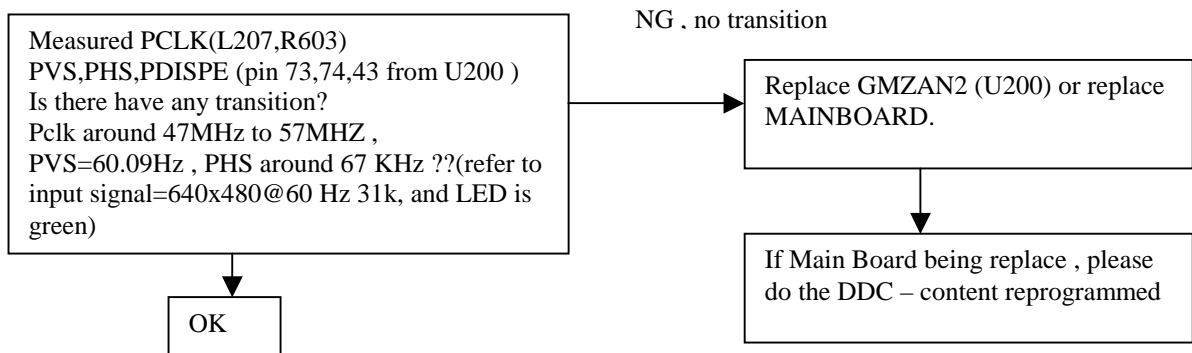 NG , no transition
Measured PCLK(L207,R603)
PVS,PHS,PDISPE (pin 73,74,43 from U200 )
Is there have any transition?
Pclk around 47MHz to 57MHZ ,
PVS=60.09Hz , PHS around 67 KHz ??(refer to
input signal=640x480@60 Hz 31k, and LED is
green)
Replace GMZAN2 (U200) or replace
MAINBOARD.
If Main Board being replace , please
do the DDC – content reprogrammed
OK